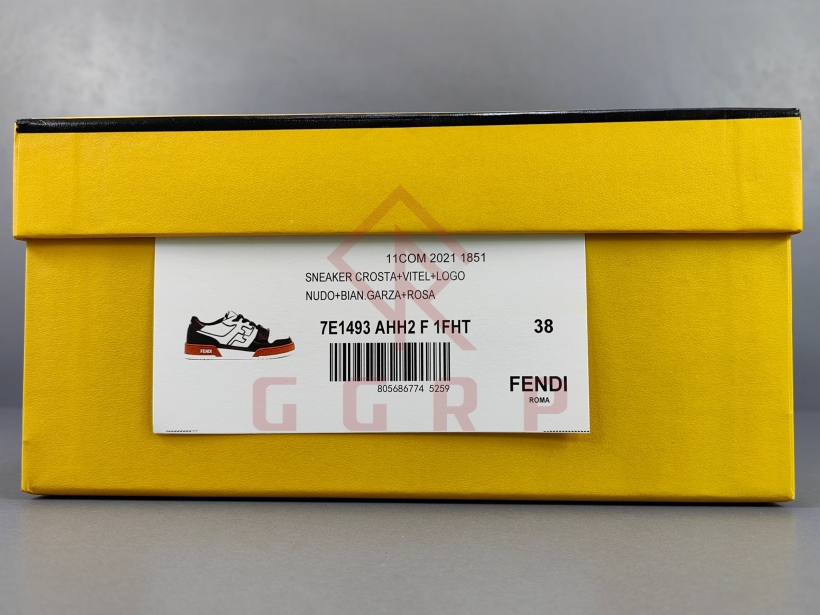 11COM 2021 1851
SNEAKER CROSTA+VITEL+LOGO
NUDO+BIAN.GARZA+ROSA
7E1493 AHH2 F 1FHT 38
FENDI
805686774 5259
FENDI
ROMA
GGRP